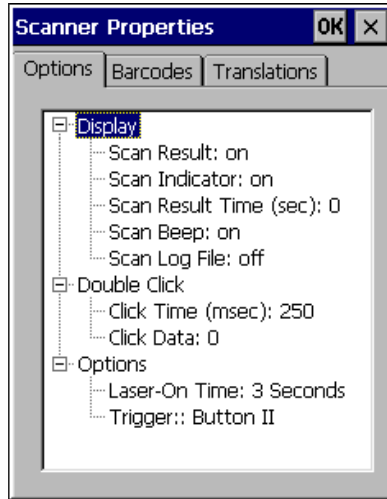 Scanner Properties OK ×
Options Barcodes Translations
Display
Scan Result: on
Scan Indicator: on
Scan Result Time (sec): 0
Scan Beep: on
Scan Log File: off
Double Click
Click Time (msec): 250
Click Data: 0
Options
Laser-On Time: 3 Seconds
Trigger:: Button II